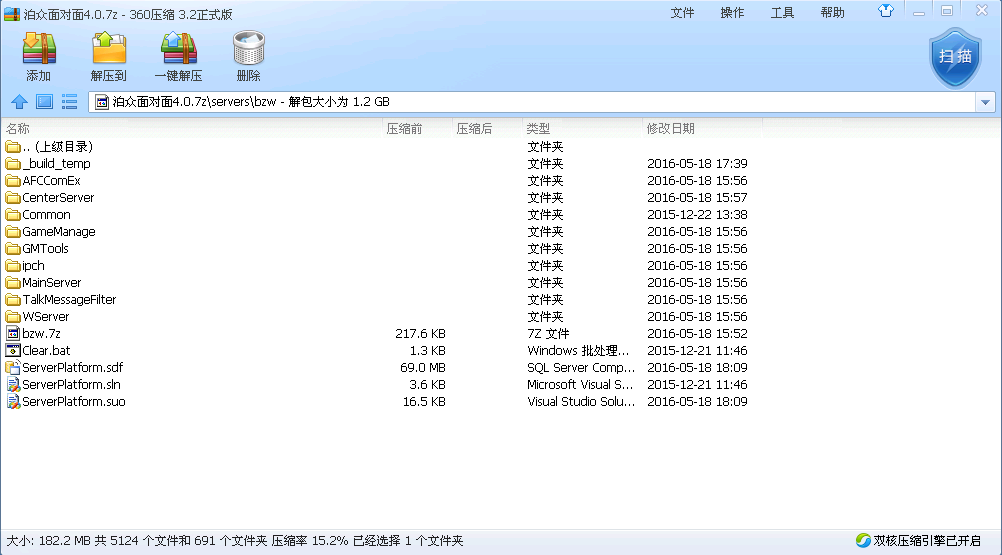 泊众面对面4.0.7z - 360压缩 3.2正式版
文件 操作 工具 帮助
添加 解压到 一键解压 删除
扫描
泊众面对面4.0.7z\servers\bzw - 解包大小为 1.2 GB
名称 压缩前 压缩后 类型 修改日期
.. (上级目录) 文件夹
_build_temp 文件夹 2016-05-18 17:39
AFCComEx 文件夹 2016-05-18 15:56
CenterServer 文件夹 2016-05-18 15:57
Common 文件夹 2015-12-22 13:38
GameManage 文件夹 2016-05-18 15:56
GMTools 文件夹 2016-05-18 15:56
ipch 文件夹 2016-05-18 15:56
MainServer 文件夹 2016-05-18 15:56
TalkMessageFilter 文件夹 2016-05-18 15:56
WServer 文件夹 2016-05-18 15:56
bzw.7z 217.6 KB 7Z 文件 2016-05-18 15:52
Clear.bat 1.3 KB Windows 批处理... 2015-12-21 11:46
ServerPlatform.sdf 69.0 MB SQL Server Comp... 2016-05-18 18:09
ServerPlatform.sln 3.6 KB Microsoft Visual S... 2015-12-21 11:46
ServerPlatform.suo 16.5 KB Visual Studio Solu... 2016-05-18 18:09
大小: 182.2 MB 共 5124 个文件和 691 个文件夹 压缩率 15.2% 已经选择 1 个文件夹 双核压缩引擎已开启